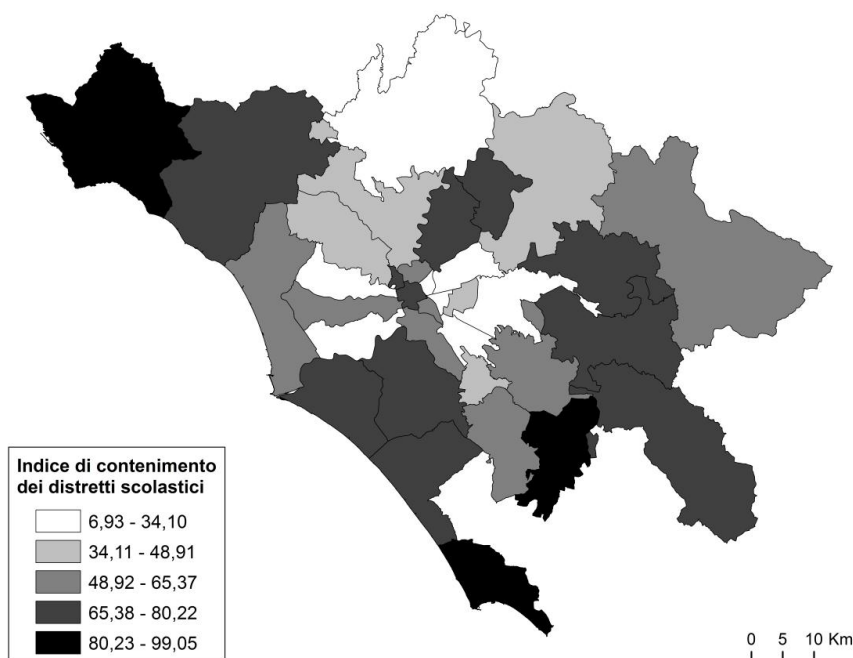 Indice di contenimento
dei distretti scolastici
6,93 - 34,10
34,11 - 48,91
48,92 - 65,37
65,38 - 80,22
80,23 - 99,05
0 5 10 Km